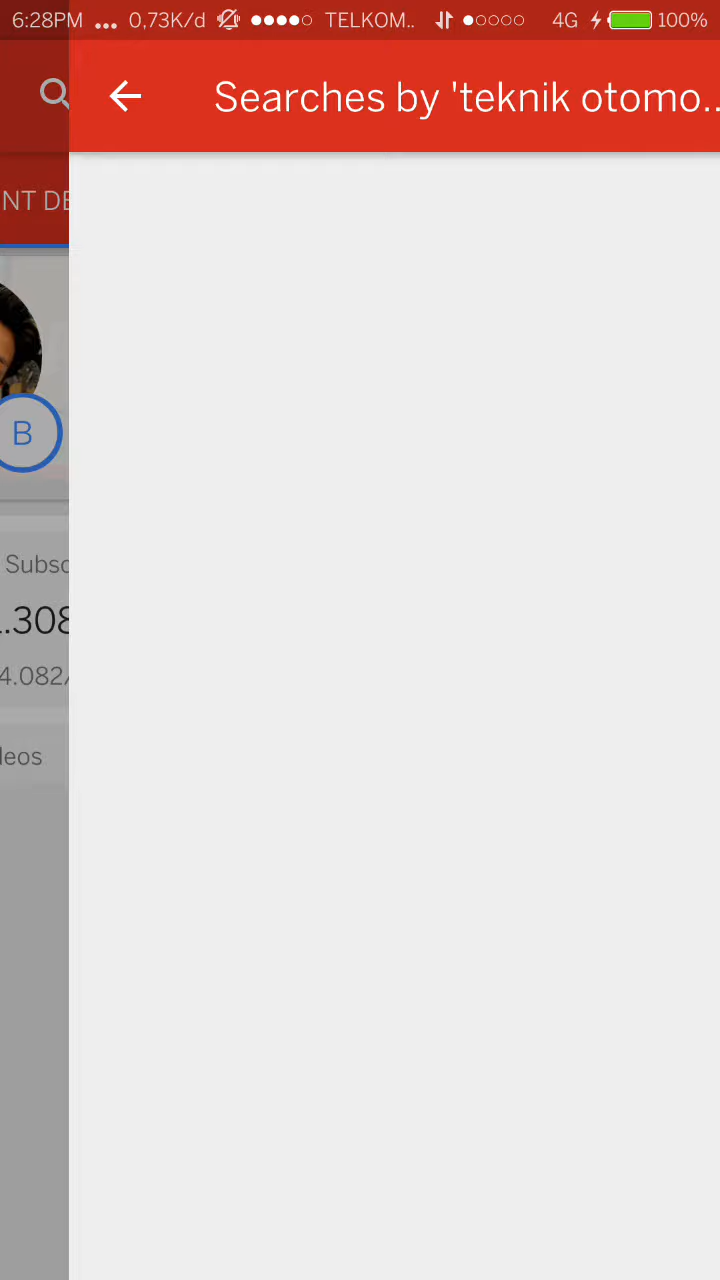 6:28PM ... 0,73K/d TELKOM.. 4G 100%
Searches by 'teknik otomo..
NT DE
B
Subsc
.308
4.082/
leos